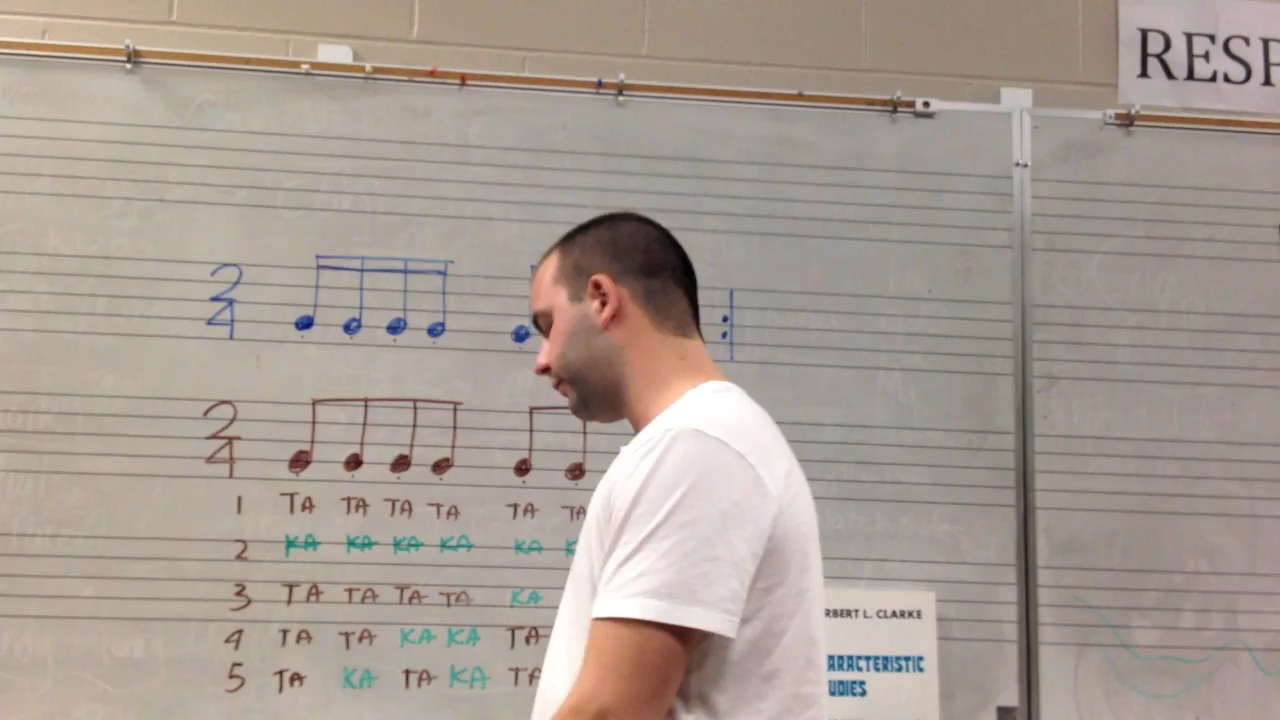 RESP
2
4
2
4
1 TA TA TA TA TA TA
2 KA KA KA KA KA K
3 TA TA TA TA KA
4 TA TA KA KA TA
5 TA KA TA KA TA
RBERT L. CLARKE
ARACTERISTIC
UDIES